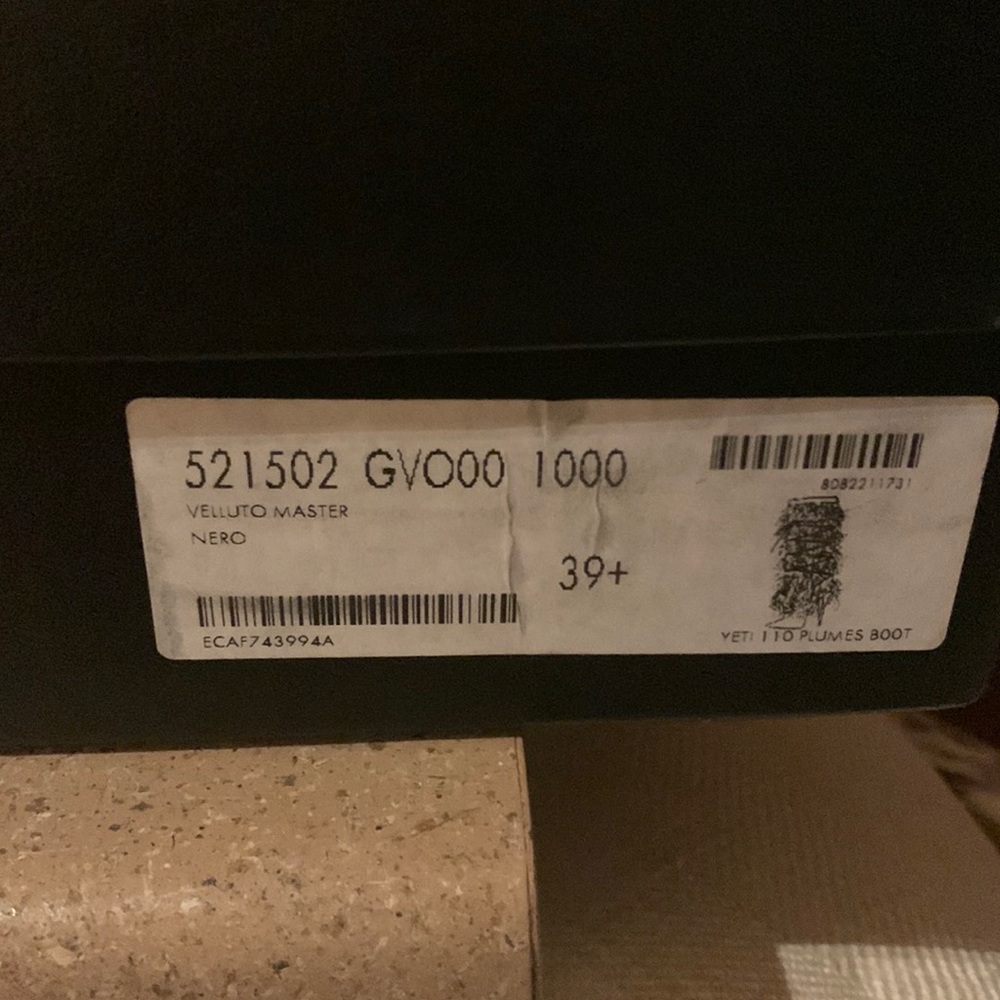 521502 GVO00 1000
VELLUTO MASTER
NERO
8082211731
39+
ECAF743994A
YETI 110 PLUMES BOOT